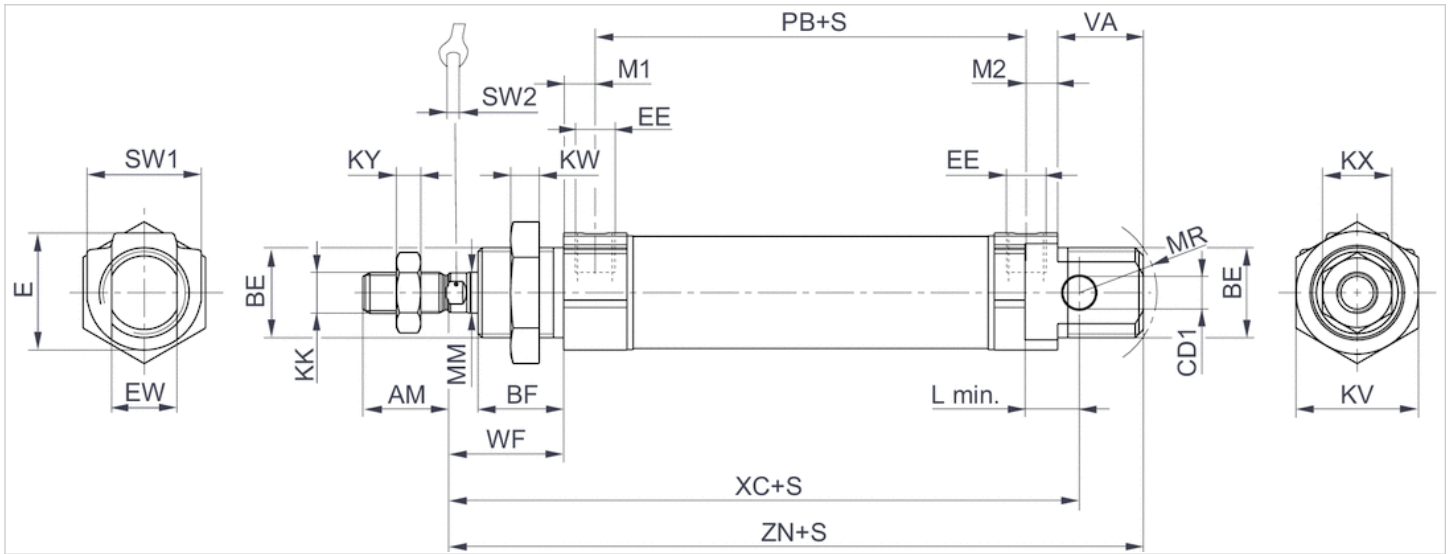 PB+S
VA
M1
M2
SW2
EE
SW1
KY
KW
EE
KX
MR
E
BE
BE
KK
MM
CD1
EW
AM
BF
L min.
KV
WF
XC+S
ZN+S